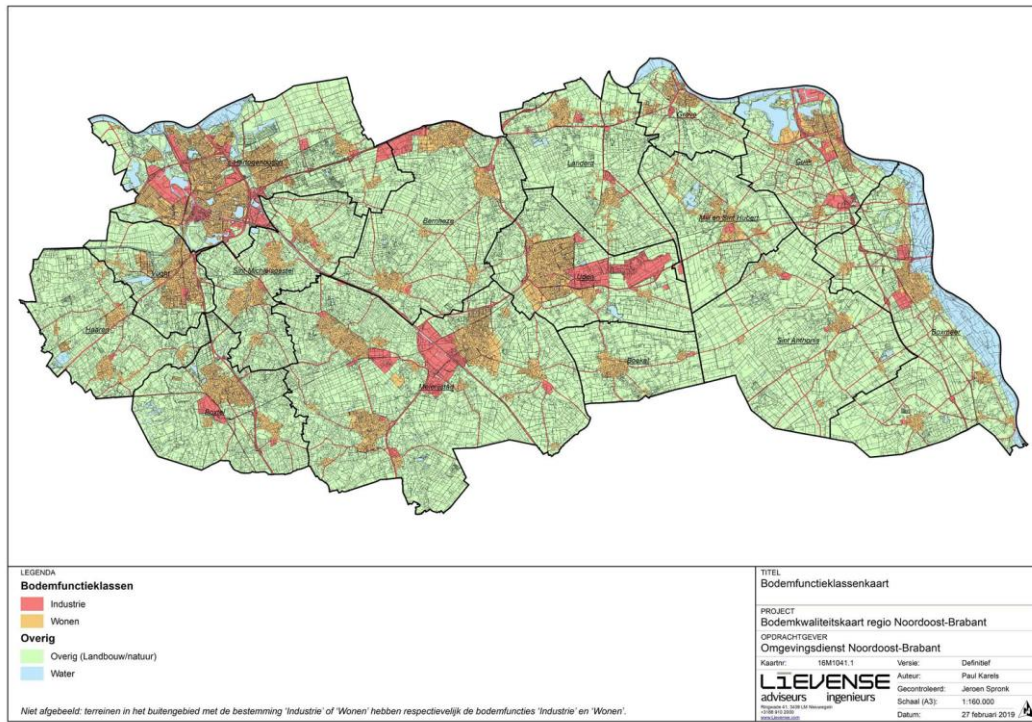 's-Hertogenbosch
Grave
Landerd
Cuijk
Bernheze
Mill en Sint Hubert
Vught
Sint-Michielsgestel
Uden
Haaren
Boxmeer
Sint Anthonis
Boekel
Meierijstad
Boxtel
LEGENDA
Bodemfunctieklassen
Industrie
Wonen
Overig
Overig (Landbouw/natuur)
Water
Niet afgebeeld: terreinen in het buitengebied met de bestemming 'Industrie' of 'Wonen' hebben respectievelijk de bodemfuncties 'Industrie' en 'Wonen'.
TITEL
Bodemfunctieklassenkaart
PROJECT
Bodemkwaliteitskaart regio Noordoost-Brabant
OPDRACHTGEVER
Omgevingsdienst Noordoost-Brabant
Kaartnr: 16M1041.1 Versie: Definitief
LiEVENSE Auteur: Paul Karels
adviseurs ingenieurs Gecontroleerd: Jeroen Spronk
Schaal (A3): 1:160.000
www.Lievense.com Datum: 27 februari 2019